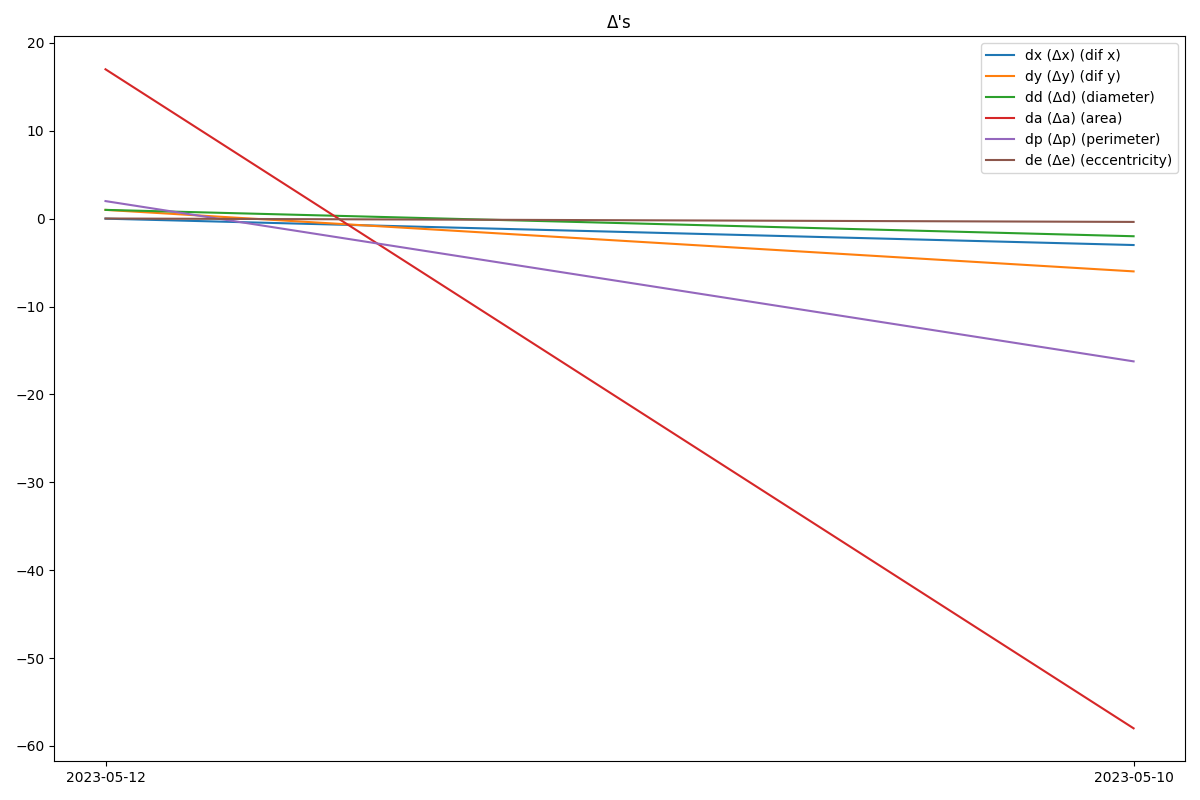 Δ's
dx (Δx) (dif x)
dy (Δy) (dif y)
dd (Δd) (diameter)
da (Δa) (area)
dp (Δp) (perimeter)
de (Δe) (eccentricity)
20
10
0
−10
−20
−30
−40
−50
−60
2023-05-12 2023-05-10